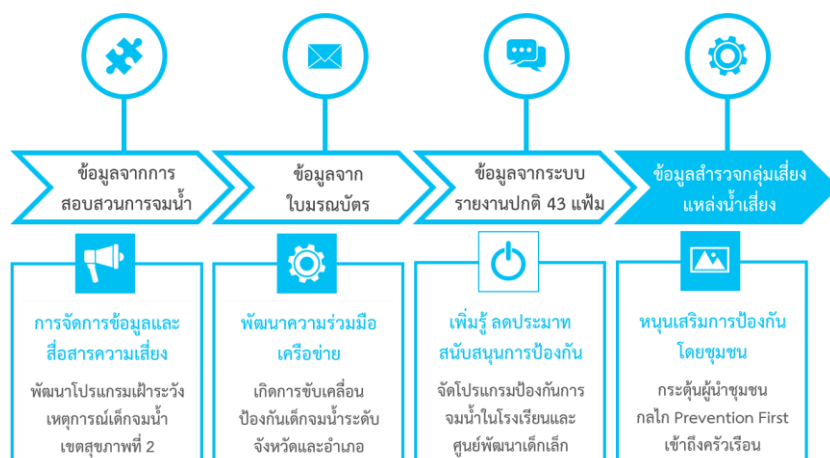 ข้อมูลจากการ
สอบสวนการจมน้ำ
ข้อมูลจาก
ใบมรณบัตร
ข้อมูลจากระบบ
รายงานปกติ 43 แฟ้ม
ข้อมูลสำรวจกลุ่มเสี่ยง
แหล่งน้ำเสี่ยง
การจัดการข้อมูลและ
สื่อสารความเสี่ยง
พัฒนาโปรแกรมเฝ้าระวัง
เหตุการณ์เด็กจมน้ำ
เขตสุขภาพที่ 2
พัฒนาความร่วมมือ
เครือข่าย
เกิดการขับเคลื่อน
ป้องกันเด็กจมน้ำระดับ
จังหวัดและอำเภอ
เพิ่มรู้ ลดประมาท
สนับสนุนการป้องกัน
จัดโปรแกรมป้องกันการ
จมน้ำในโรงเรียนและ
ศูนย์พัฒนาเด็กเล็ก
หนุนเสริมการป้องกัน
โดยชุมชน
กระตุ้นผู้นำชุมชน
กลไก Prevention First
เข้าถึงครัวเรือน